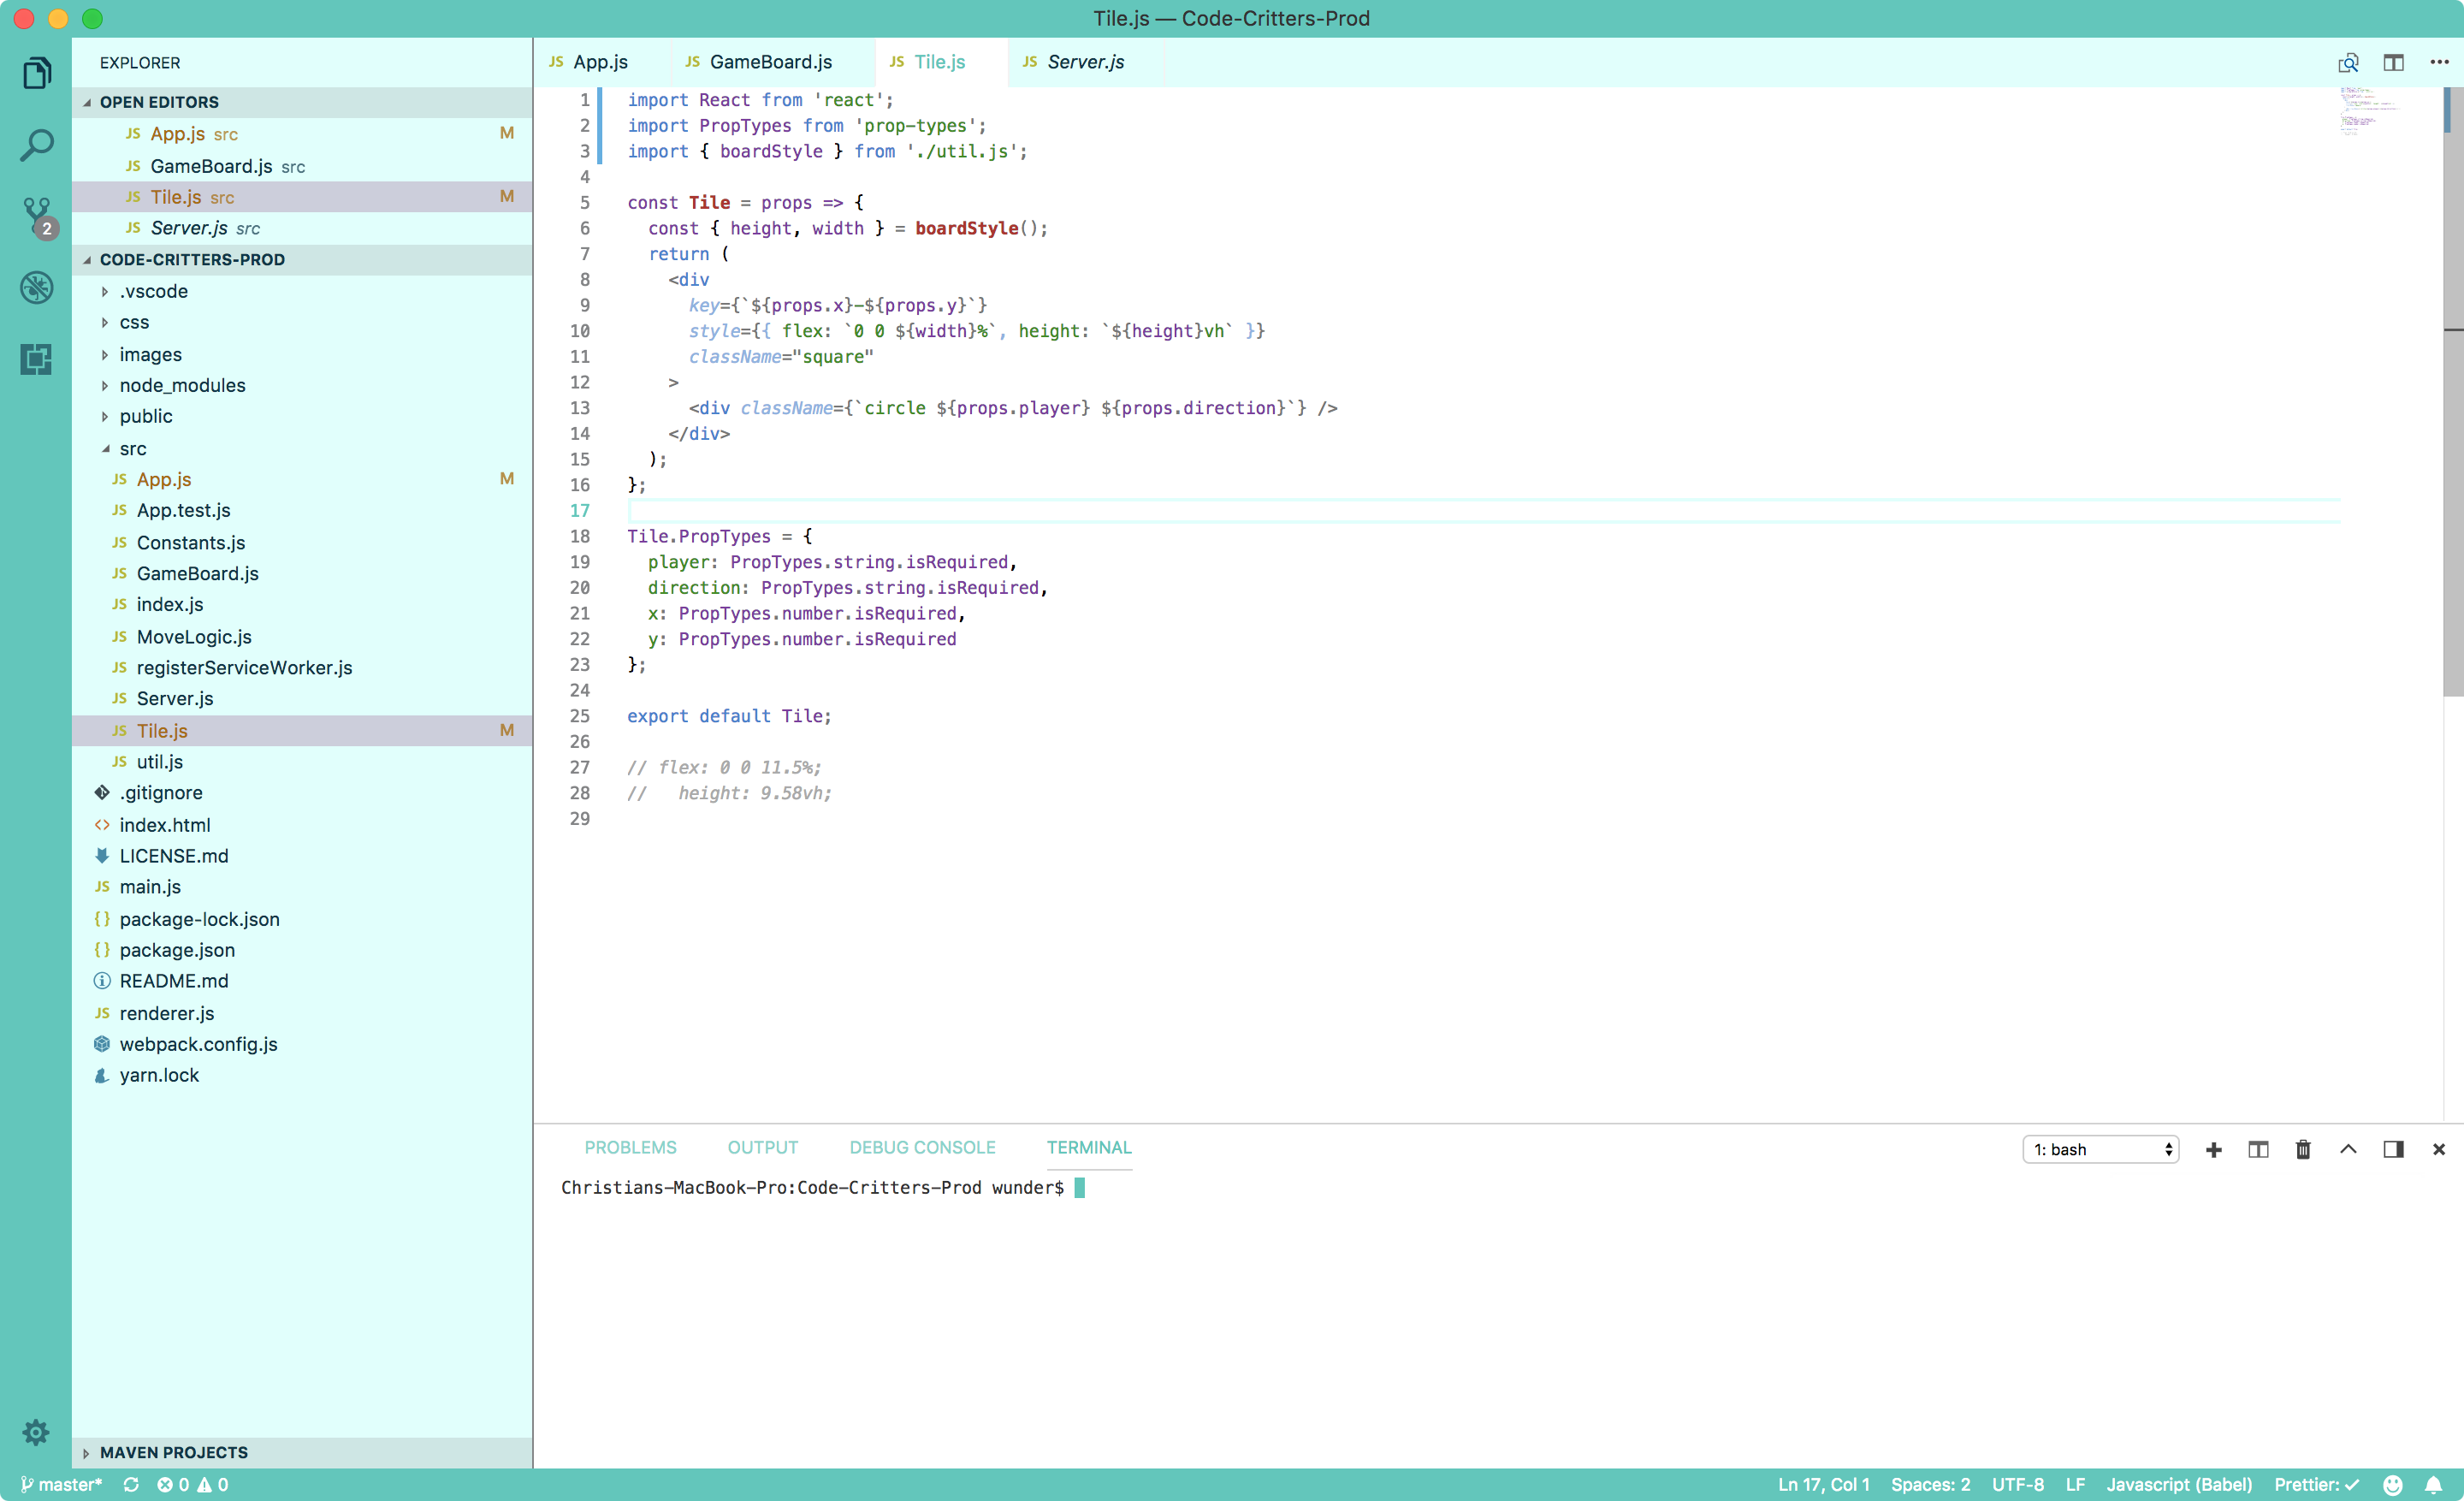 Tile.js — Code-Critters-Prod
EXPLORER
OPEN EDITORS
JS App.js src M
JS GameBoard.js src
JS Tile.js src M
JS Server.js src
2
CODE-CRITTERS-PROD
.vscode
css
images
node_modules
public
src
JS App.js M
JS App.test.js
JS Constants.js
JS GameBoard.js
JS index.js
JS MoveLogic.js
JS registerServiceWorker.js
JS Server.js
JS Tile.js M
JS util.js
.gitignore
<> index.html
LICENSE.md
JS main.js
{} package-lock.json
{} package.json
README.md
JS renderer.js
webpack.config.js
yarn.lock
MAVEN PROJECTS
JS App.js JS GameBoard.js JS Tile.js JS Server.js
1 import React from 'react';
2 import PropTypes from 'prop-types';
3 import { boardStyle } from './util.js';
4
5 const Tile = props => {
6   const { height, width } = boardStyle();
7   return (
8     <div
9       key={`${props.x}-${props.y}`}
10       style={{ flex: `0 0 ${width}%`, height: `${height}vh` }}
11       className="square"
12     >
13       <div className={`circle ${props.player} ${props.direction}`} />
14     </div>
15   );
16 };
17
18 Tile.PropTypes = {
19   player: PropTypes.string.isRequired,
20   direction: PropTypes.string.isRequired,
21   x: PropTypes.number.isRequired,
22   y: PropTypes.number.isRequired
23 };
24
25 export default Tile;
26
27 // flex: 0 0 11.5%;
28 //   height: 9.58vh;
29
PROBLEMS OUTPUT DEBUG CONSOLE TERMINAL 1: bash
Christians-MacBook-Pro:Code-Critters-Prod wunder$
master* 0 0 Ln 17, Col 1 Spaces: 2 UTF-8 LF Javascript (Babel) Prettier: ✓